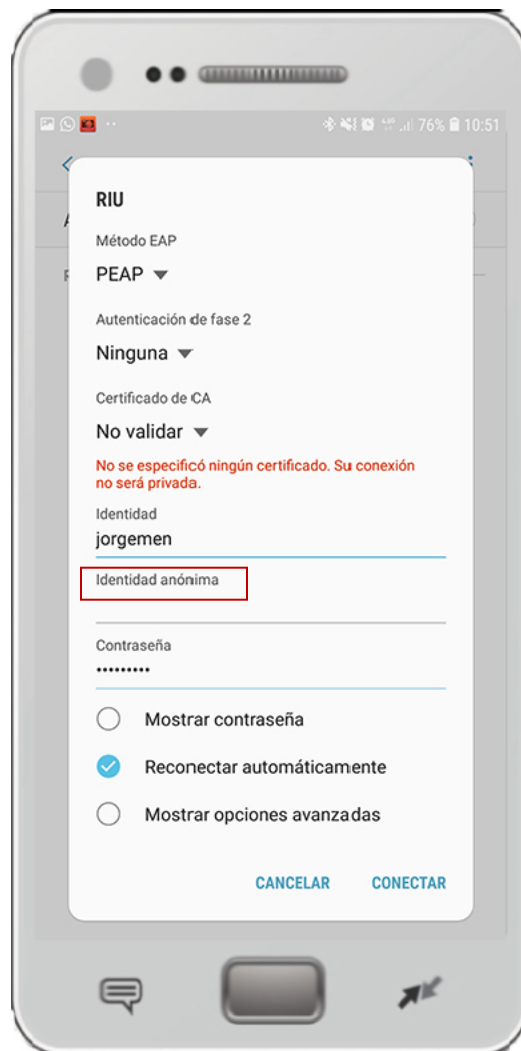 76% 10:51
RIU
Método EAP
PEAP
Autenticación de fase 2
Ninguna
Certificado de CA
No validar
No se especificó ningún certificado. Su conexión
no será privada.
Identidad
jorgemen
Identidad anónima
Contraseña
•••••••••
Mostrar contraseña
Reconectar automáticamente
Mostrar opciones avanzadas
CANCELAR CONECTAR